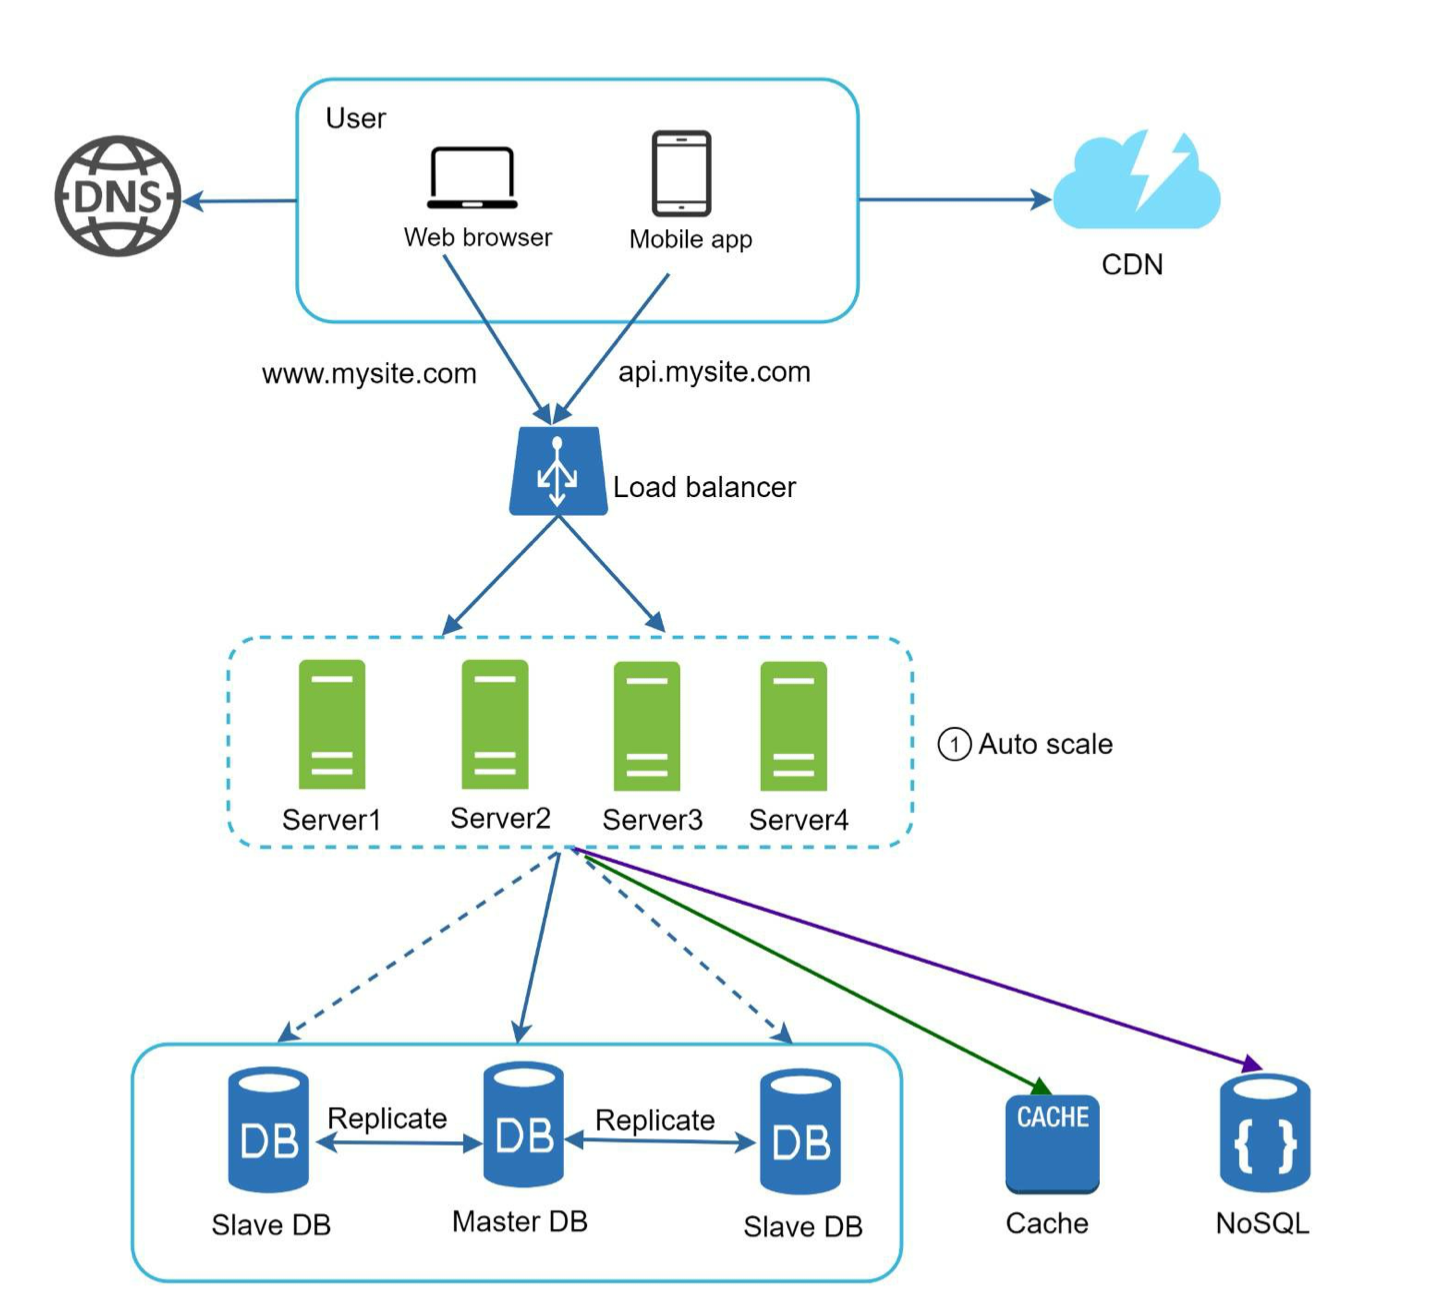 User
DNS
Web browser
Mobile app
CDN
www.mysite.com
api.mysite.com
Load balancer
1 Auto scale
Server1
Server2
Server3
Server4
DB
Replicate
DB
Replicate
DB
CACHE
{ }
Slave DB
Master DB
Slave DB
Cache
NoSQL